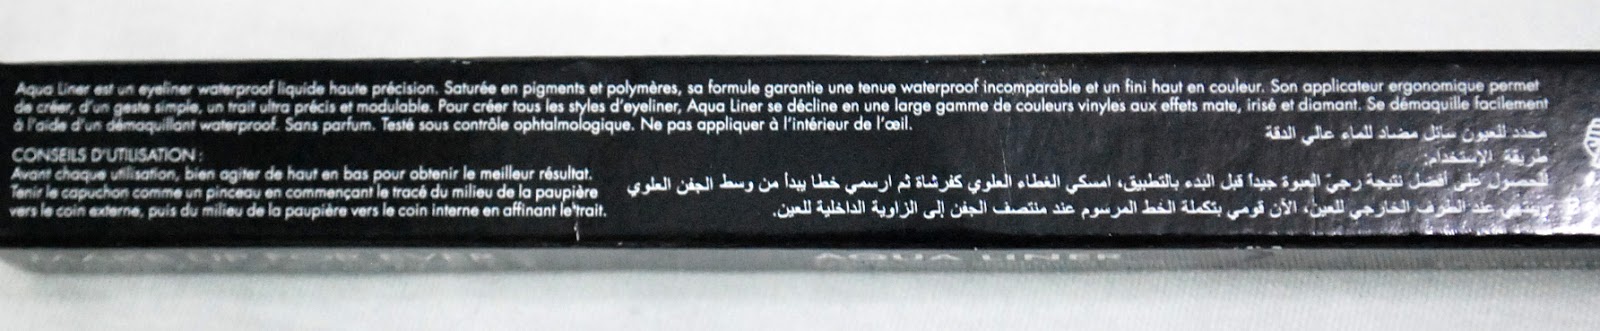 Aqua Liner est un eyeliner waterproof liquide haute précision. Saturée en pigments et polymères, sa formule garantie une tenue waterproof incomparable et un fini haut en couleur. Son applicateur ergonomique permet
de créer, d'un geste simple, un trait ultra précis et modulable. Pour créer tous les styles d'eyeliner, Aqua Liner se décline en une large gamme de couleurs vinyles aux effets mate, irisé et diamant. Se démaquille facilement
à l'aide d'un démaquillant waterproof. Sans parfum. Testé sous contrôle ophtalmologique. Ne pas appliquer à l'intérieur de l'œil.
CONSEILS D'UTILISATION :
Avant chaque utilisation, bien agiter de haut en bas pour obtenir le meilleur résultat.
Tenir le capuchon comme un pinceau en commençant le tracé du milieu de la paupière
vers le coin externe, puis du milieu de la paupière vers le coin interne en affinant le trait.
محدد للعيون سائل مضاد للماء عالي الدقة
طريقة الإستخدام:
للحصول على أفضل نتيجة رجيّ العبوة جيداً قبل البدء بالتطبيق، امسكي الغطاء العلوي كفرشاة ثم ارسمي خطا يبدأ من وسط الجفن العلوي
وينتهي عند الطرف الخارجي للعين، الآن قومي بتكملة الخط المرسوم عند منتصف الجفن إلى الزاوية الداخلية للعين.
AQUA LINER